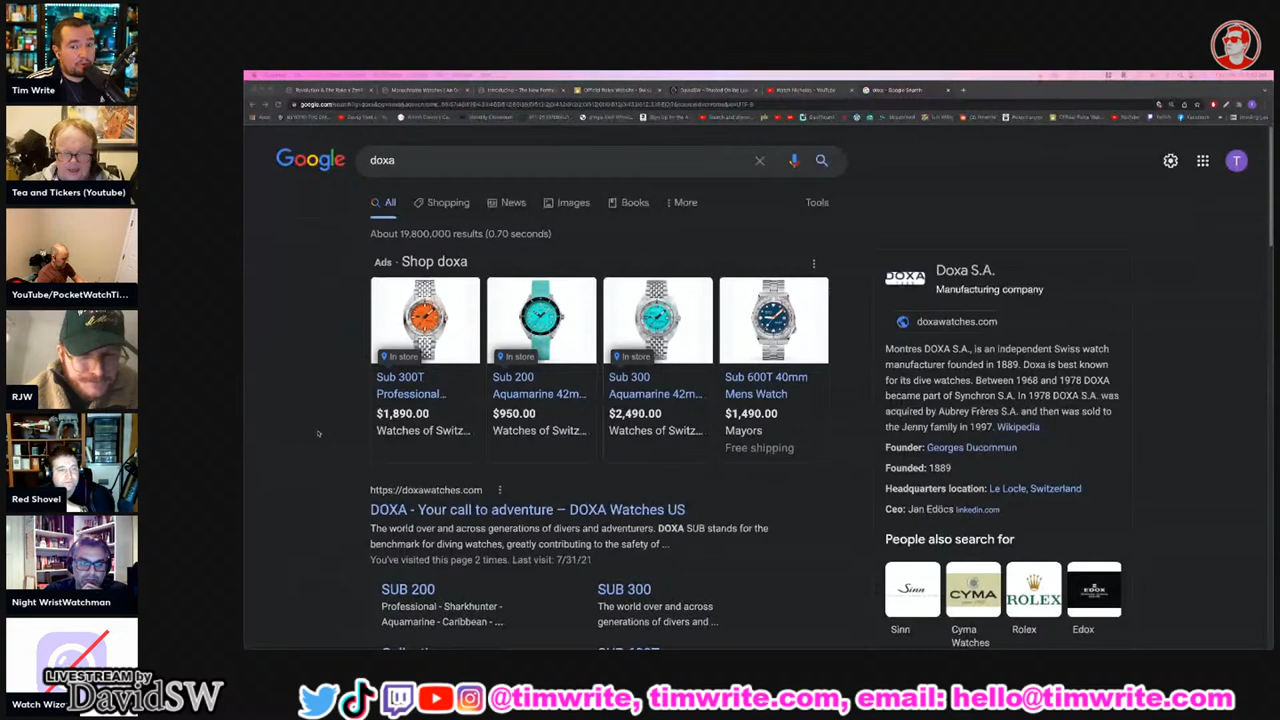 Tim Write
Tea and Tickers (Youtube)
YouTube/PocketWatchTI...
RJW
Red Shovel
Night WristWatchman
LIVESTREAM by
DavidSW
Watch Wiz
Google
doxa
All
Shopping
News
Images
Books
More
Tools
About 19,800,000 results (0.70 seconds)
Ads · Shop doxa
In store
In store
In store
Sub 300T
Professional...
$1,890.00
Watches of Switz...
Sub 200
Aquamarine 42m...
$950.00
Watches of Switz...
Sub 300
Aquamarine 42m...
$2,490.00
Watches of Switz...
Sub 600T 40mm
Mens Watch
$1,490.00
Mayors
Free shipping
https://doxawatches.com
DOXA - Your call to adventure – DOXA Watches US
The world over and across generations of divers and adventurers. DOXA SUB stands for the
benchmark for diving watches, greatly contributing to the safety of ...
You've visited this page 2 times. Last visit: 7/31/21
SUB 200
Professional - Sharkhunter -
Aquamarine - Caribbean - ...
SUB 300
The world over and across
generations of divers and ...
T
DOXA
Doxa S.A.
Manufacturing company
doxawatches.com
Montres DOXA S.A., is an independent Swiss watch
manufacturer founded in 1889. Doxa is best known
for its dive watches. Between 1968 and 1978 DOXA
became part of Synchron S.A. In 1978 DOXA S.A. was
acquired by Aubrey Frères S.A. and then was sold to
the Jenny family in 1997. Wikipedia
Founder: Georges Ducommun
Founded: 1889
Headquarters location: Le Locle, Switzerland
Ceo: Jan Edöcs linkedin.com
People also search for
Sinn
CYMA
ROLEX
EDOX
Sinn
Cyma
Watches
Rolex
Edox
@timwrite, timwrite.com, email: hello@timwrite.com